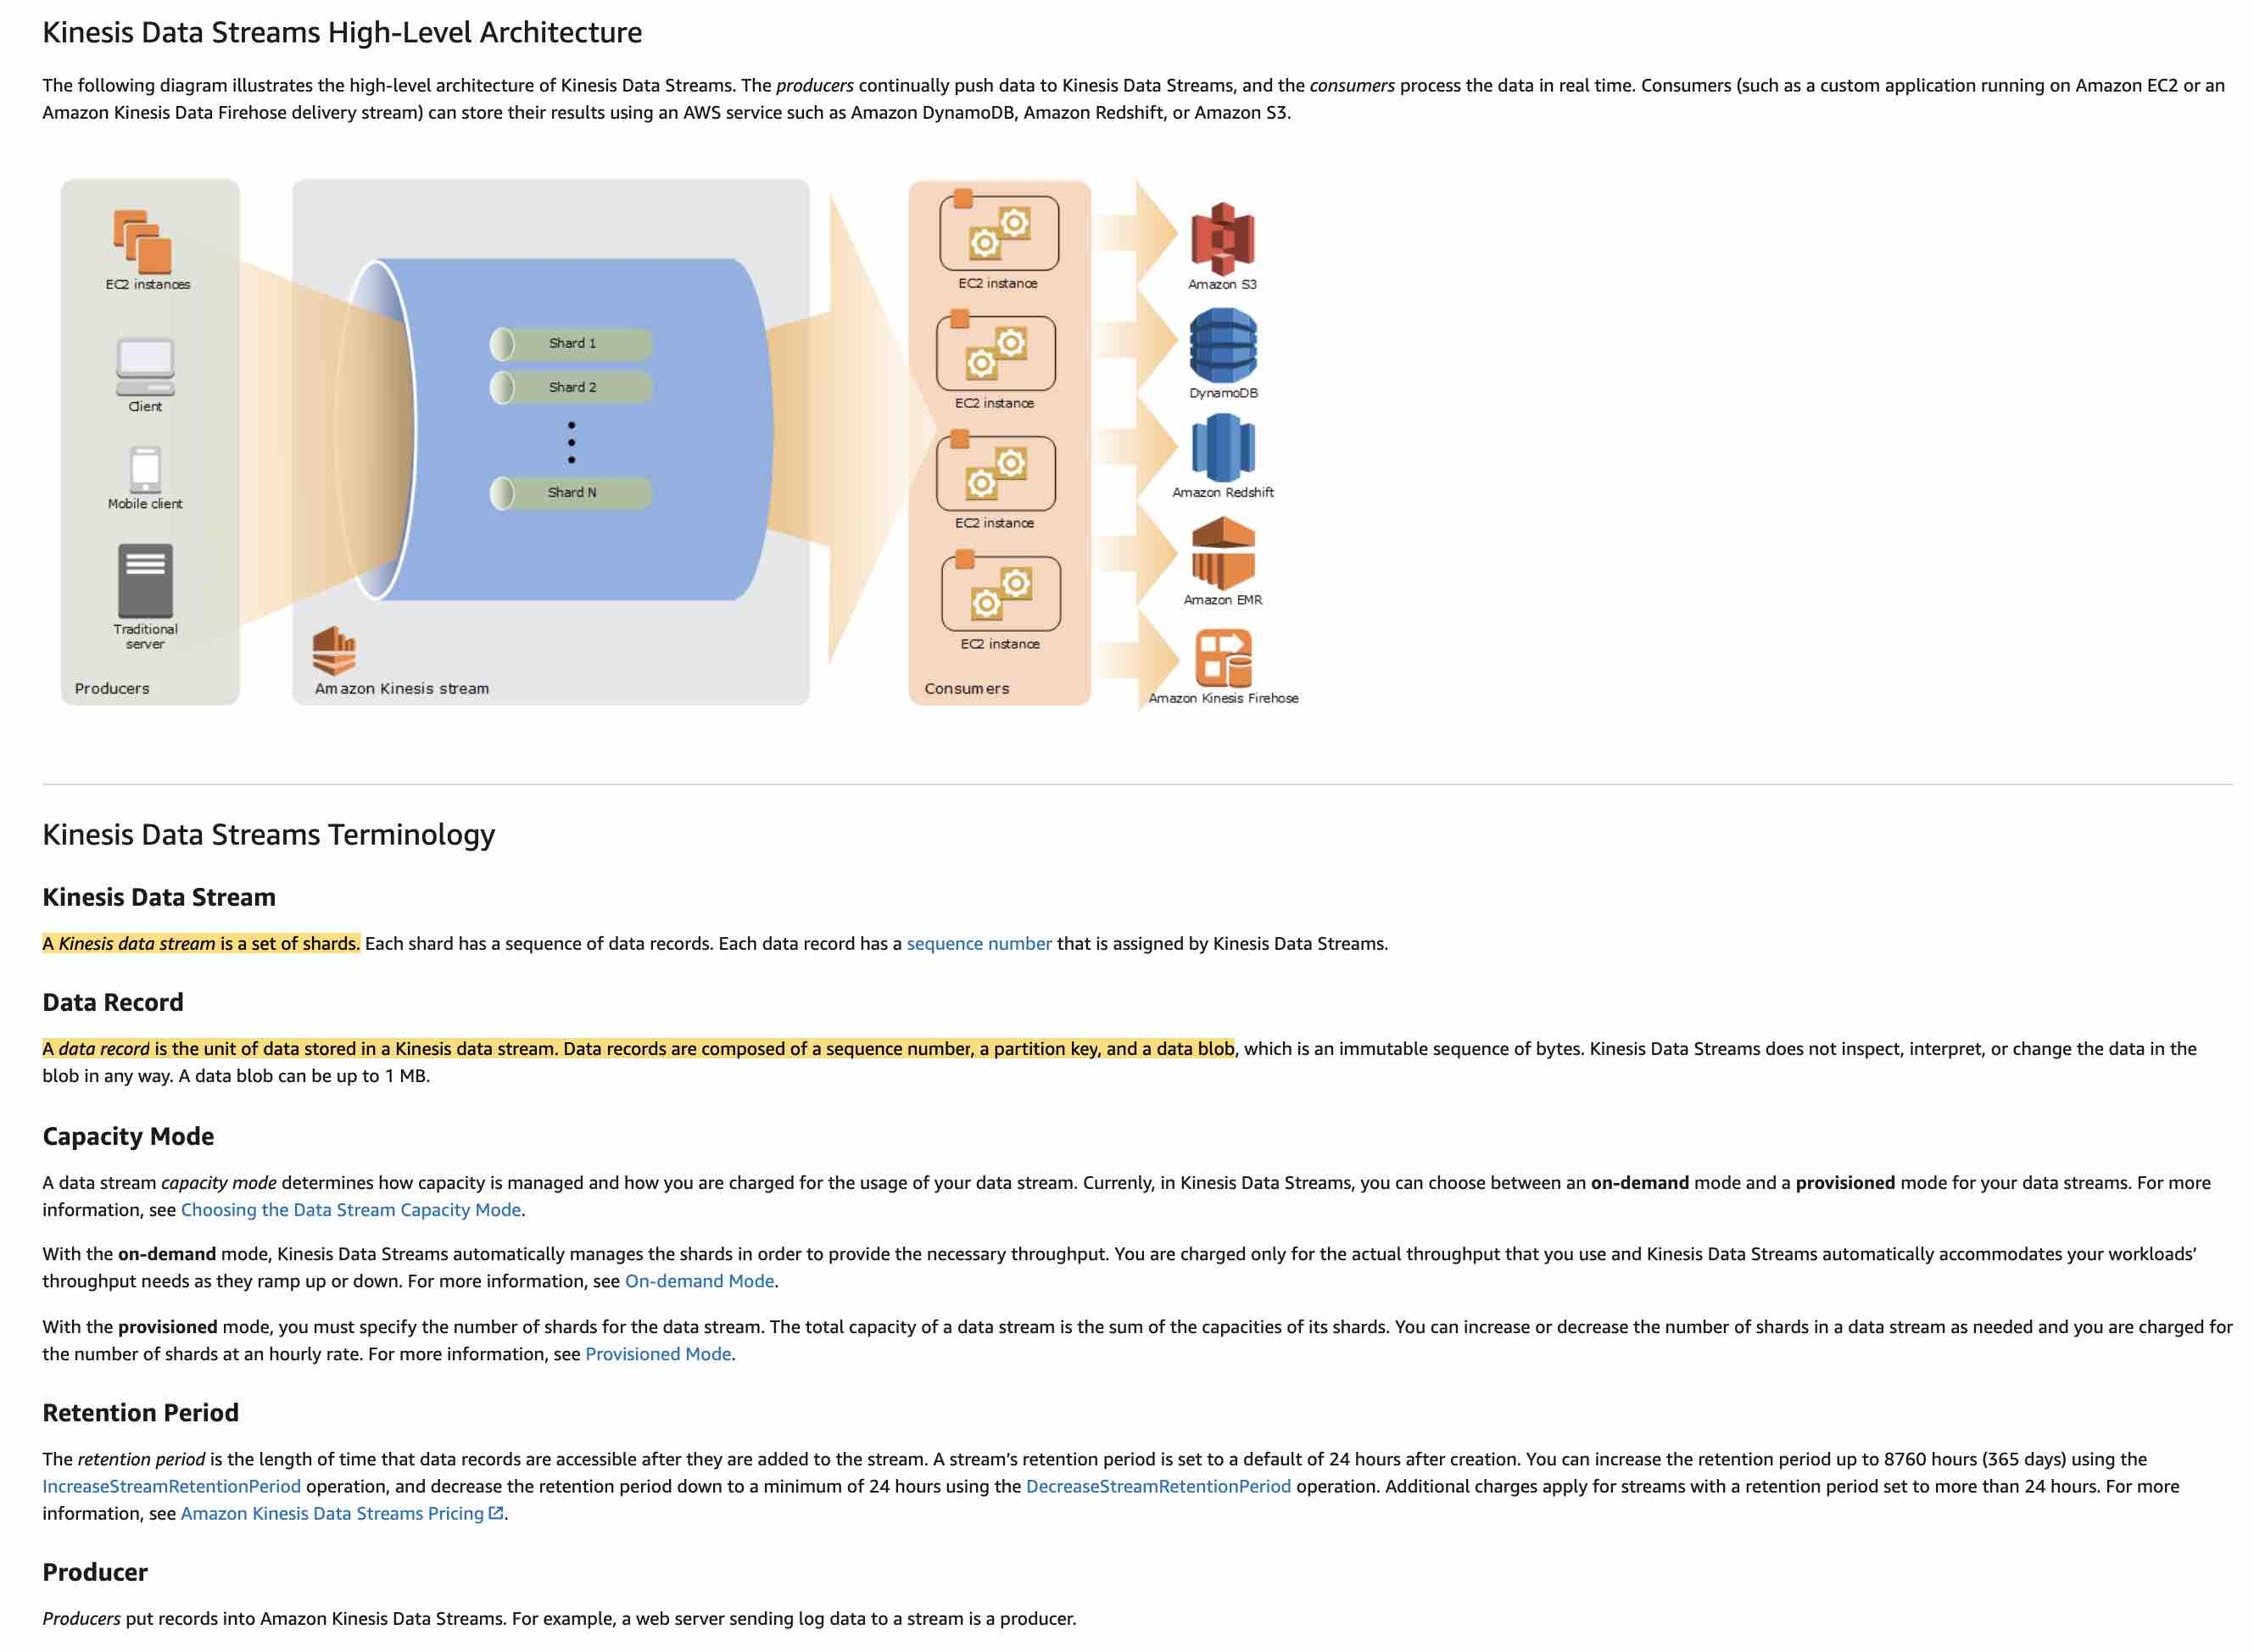 Kinesis Data Streams High-Level Architecture
The following diagram illustrates the high-level architecture of Kinesis Data Streams. The producers continually push data to Kinesis Data Streams, and the consumers process the data in real time. Consumers (such as a custom application running on Amazon EC2 or an
Amazon Kinesis Data Firehose delivery stream) can store their results using an AWS service such as Amazon DynamoDB, Amazon Redshift, or Amazon S3.
EC2 instances
Client
Mobile client
Traditional
server
Producers
Shard 1
Shard 2
Shard N
Amazon Kinesis stream
EC2 instance
EC2 instance
EC2 instance
EC2 instance
Consumers
Amazon S3
DynamoDB
Amazon Redshift
Amazon EMR
Amazon Kinesis Firehose
Kinesis Data Streams Terminology
Kinesis Data Stream
A Kinesis data stream is a set of shards. Each shard has a sequence of data records. Each data record has a sequence number that is assigned by Kinesis Data Streams.
Data Record
A data record is the unit of data stored in a Kinesis data stream. Data records are composed of a sequence number, a partition key, and a data blob, which is an immutable sequence of bytes. Kinesis Data Streams does not inspect, interpret, or change the data in the
blob in any way. A data blob can be up to 1 MB.
Capacity Mode
A data stream capacity mode determines how capacity is managed and how you are charged for the usage of your data stream. Currenly, in Kinesis Data Streams, you can choose between an on-demand mode and a provisioned mode for your data streams. For more
information, see Choosing the Data Stream Capacity Mode.
With the on-demand mode, Kinesis Data Streams automatically manages the shards in order to provide the necessary throughput. You are charged only for the actual throughput that you use and Kinesis Data Streams automatically accommodates your workloads’
throughput needs as they ramp up or down. For more information, see On-demand Mode.
With the provisioned mode, you must specify the number of shards for the data stream. The total capacity of a data stream is the sum of the capacities of its shards. You can increase or decrease the number of shards in a data stream as needed and you are charged for
the number of shards at an hourly rate. For more information, see Provisioned Mode.
Retention Period
The retention period is the length of time that data records are accessible after they are added to the stream. A stream’s retention period is set to a default of 24 hours after creation. You can increase the retention period up to 8760 hours (365 days) using the
IncreaseStreamRetentionPeriod operation, and decrease the retention period down to a minimum of 24 hours using the DecreaseStreamRetentionPeriod operation. Additional charges apply for streams with a retention period set to more than 24 hours. For more
information, see Amazon Kinesis Data Streams Pricing.
Producer
Producers put records into Amazon Kinesis Data Streams. For example, a web server sending log data to a stream is a producer.